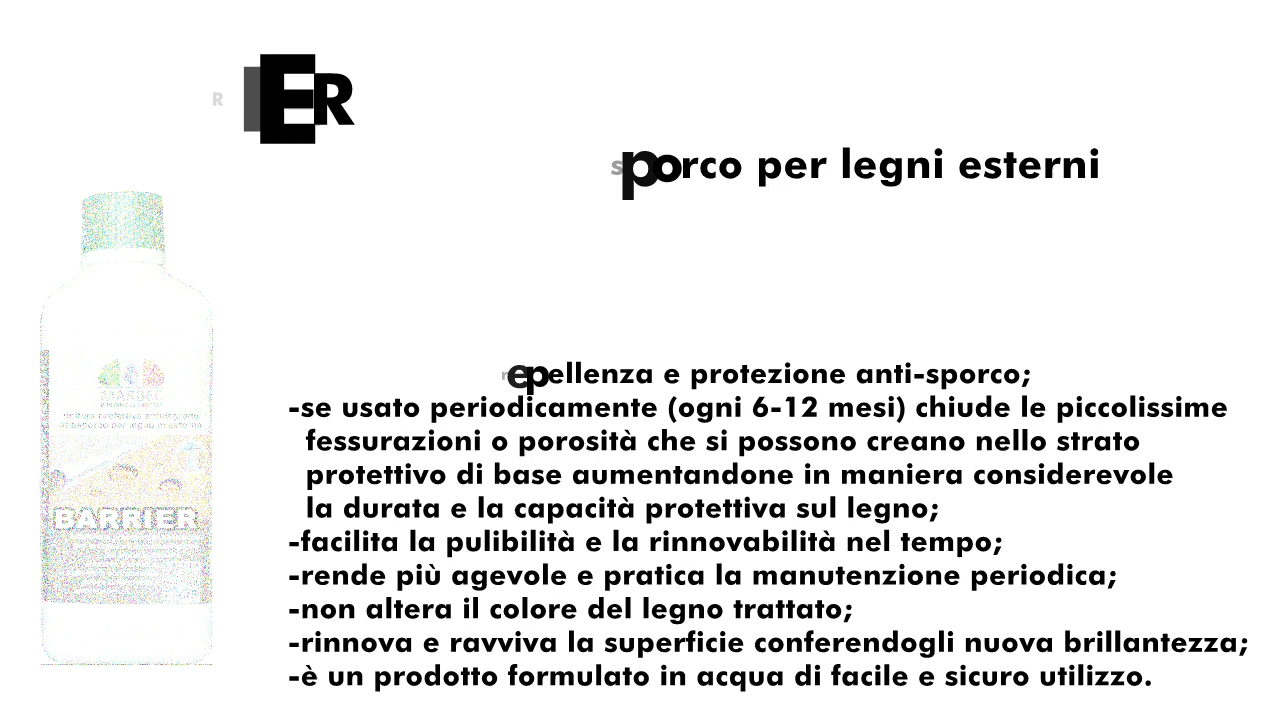 R IER
sporco per legni esterni
repellenza e protezione anti-sporco;
-se usato periodicamente (ogni 6-12 mesi) chiude le piccolissime
fessurazioni o porosità che si possono creano nello strato
protettivo di base aumentandone in maniera considerevole
la durata e la capacità protettiva sul legno;
-facilita la pulibilità e la rinnovabilità nel tempo;
-rende più agevole e pratica la manutenzione periodica;
-non altera il colore del legno trattato;
-rinnova e ravviva la superficie conferendogli nuova brillantezza;
-è un prodotto formulato in acqua di facile e sicuro utilizzo.
MARBEC
BARRIER